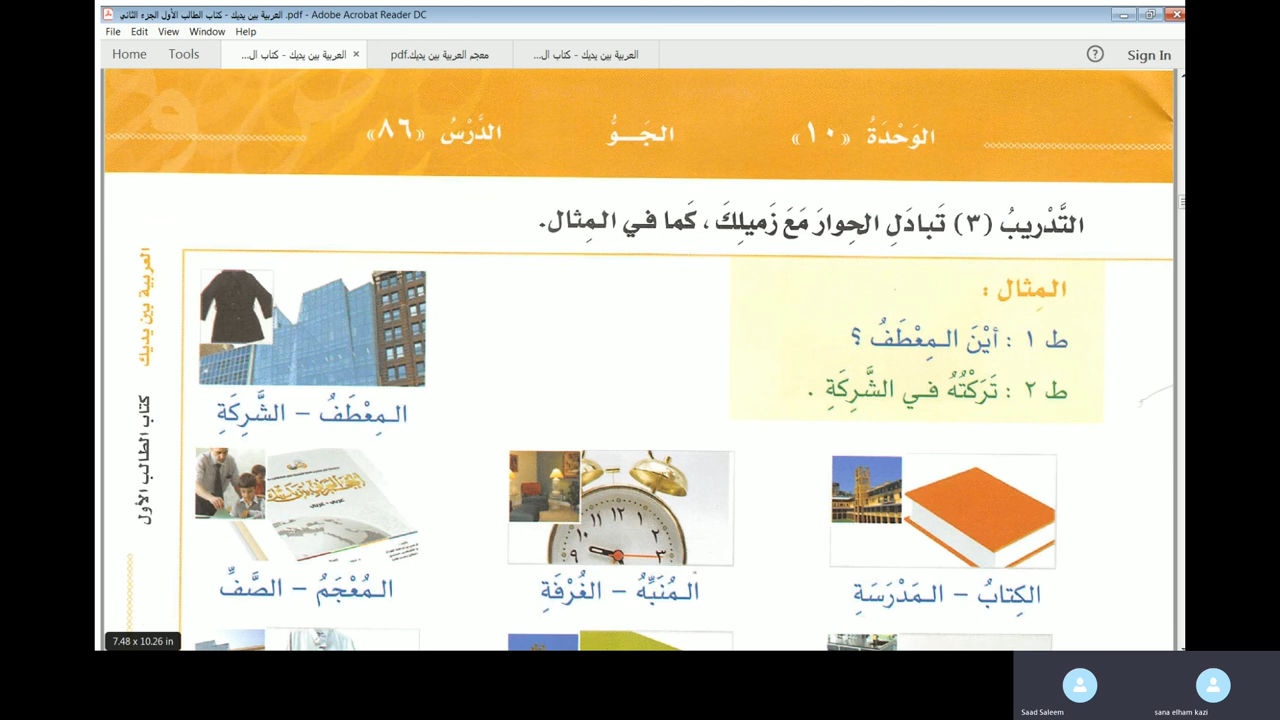 العربية بين يديك - كتاب الطالب الأول الجزء الثاني .pdf - Adobe Acrobat Reader DC
File Edit View Window Help
Home Tools
العربية بين يديك - كتاب ال...
معجم العربية بين يديك.pdf
العربية بين يديك - كتاب ال...
Sign In
الوَحْدَةُ «١٠»
الجَـــوُّ
الدَّرْسُ «٨٦»
التَّدْريبُ (٣) تَبادَلِ الحِوارَ مَعَ زَميلِكَ ، كَما في المِثال.
المِثال :
ط ١ : أَيْنَ المِعْطَفُ ؟
ط ٢ : تَرَكْتُهُ في الشَّرِكَةِ .
المِعْطَفُ – الشَّرِكَةِ
الكِتابُ – المَدْرَسَةِ
المُنَبِّهُ – الغُرْفَةِ
المُعْجَمُ – الصَّفِّ
العربية بين يديك
كتاب الطالب الأول
7.48 x 10.26 in
Saad Saleem
sana elham kazi